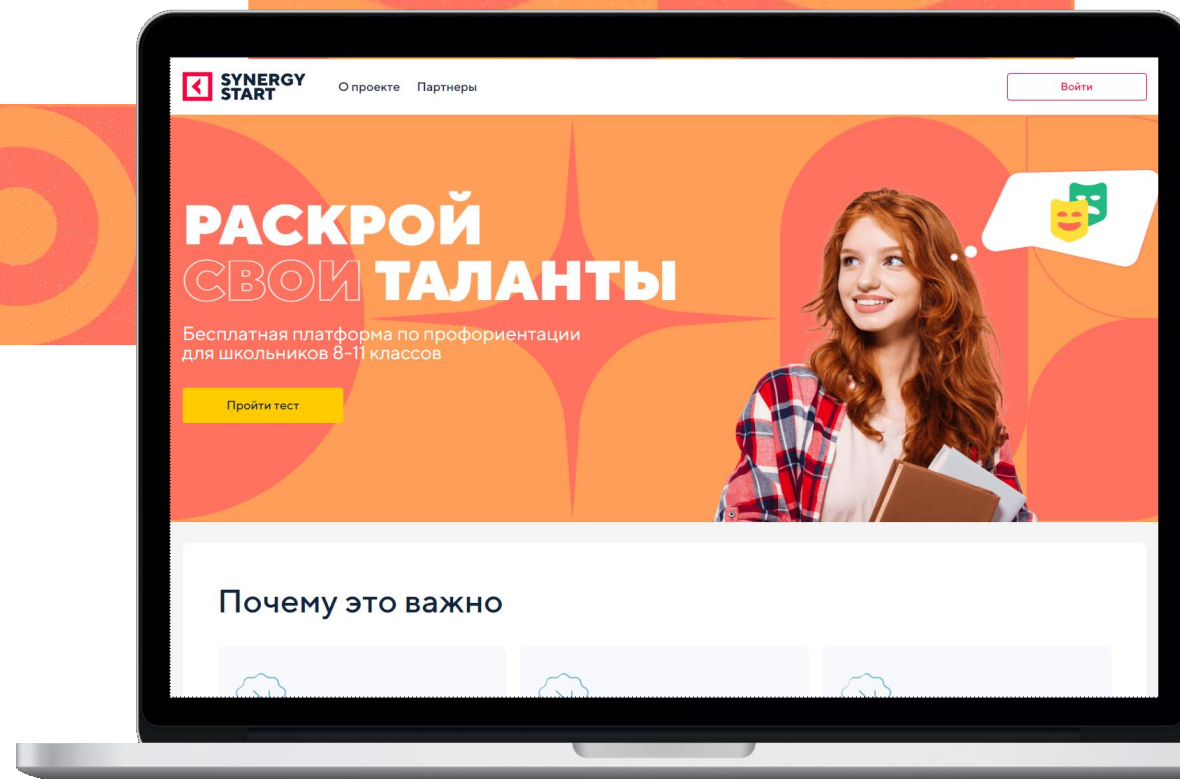 SYNERGY
START
О проекте Партнеры
Войти
РАСКРОЙ
СВОИ ТАЛАНТЫ
Бесплатная платформа по профориентации
для школьников 8-11 классов
Пройти тест
Почему это важно